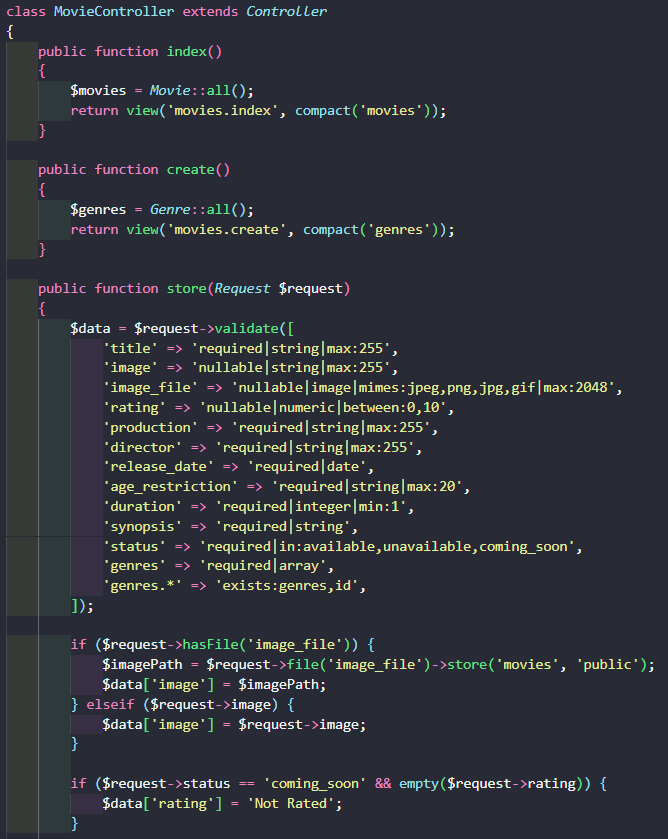 class MovieController extends Controller
{
    public function index()
    {
        $movies = Movie::all();
        return view('movies.index', compact('movies'));
    }

    public function create()
    {
        $genres = Genre::all();
        return view('movies.create', compact('genres'));
    }

    public function store(Request $request)
    {
        $data = $request->validate([
            'title' => 'required|string|max:255',
            'image' => 'nullable|string|max:255',
            'image_file' => 'nullable|image|mimes:jpeg,png,jpg,gif|max:2048',
            'rating' => 'nullable|numeric|between:0,10',
            'production' => 'required|string|max:255',
            'director' => 'required|string|max:255',
            'release_date' => 'required|date',
            'age_restriction' => 'required|string|max:20',
            'duration' => 'required|integer|min:1',
            'synopsis' => 'required|string',
            'status' => 'required|in:available,unavailable,coming_soon',
            'genres' => 'required|array',
            'genres.*' => 'exists:genres,id',
        ]);

        if ($request->hasFile('image_file')) {
            $imagePath = $request->file('image_file')->store('movies', 'public');
            $data['image'] = $imagePath;
        } elseif ($request->image) {
            $data['image'] = $request->image;
        }

        if ($request->status == 'coming_soon' && empty($request->rating)) {
            $data['rating'] = 'Not Rated';
        }